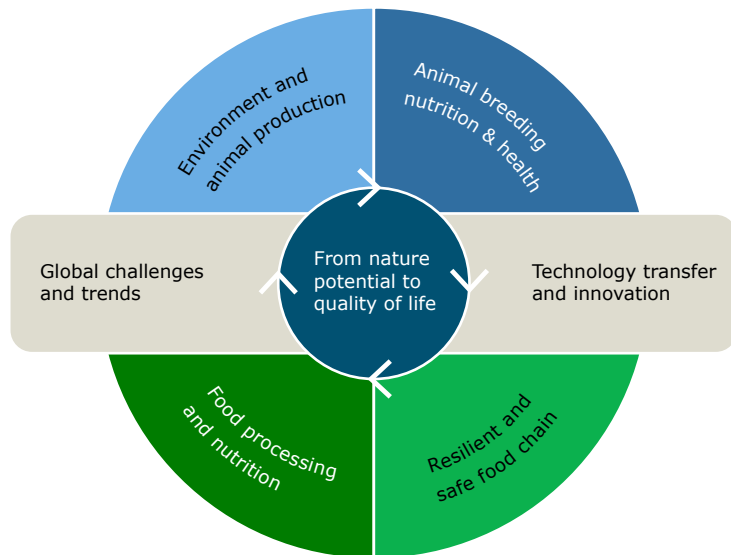 Environment and
animal production
Animal breeding
nutrition & health
Global challenges
and trends
From nature
potential to
quality of life
Technology transfer
and innovation
Food processing
and nutrition
Resilient and
safe food chain